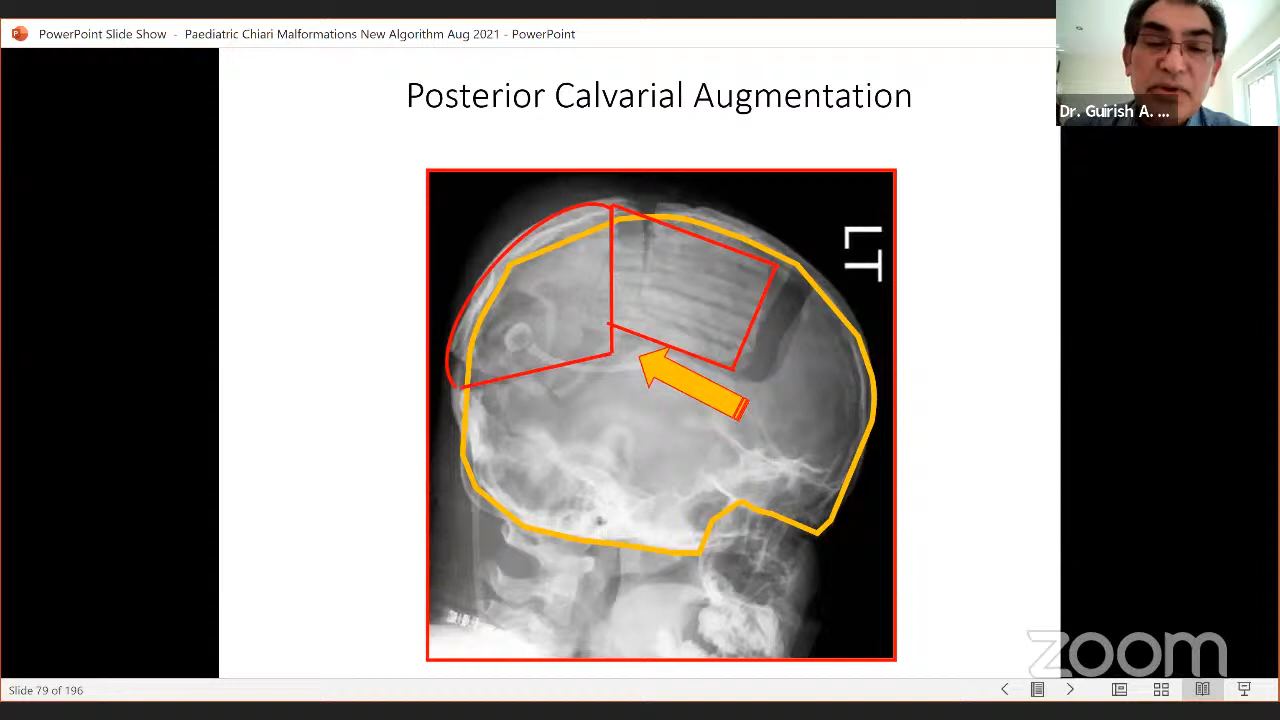 PowerPoint Slide Show - Paediatric Chiari Malformations New Algorithm Aug 2021 - PowerPoint
Dr. Guirish A. ...
Posterior Calvarial Augmentation
LT
zoom
Slide 79 of 196